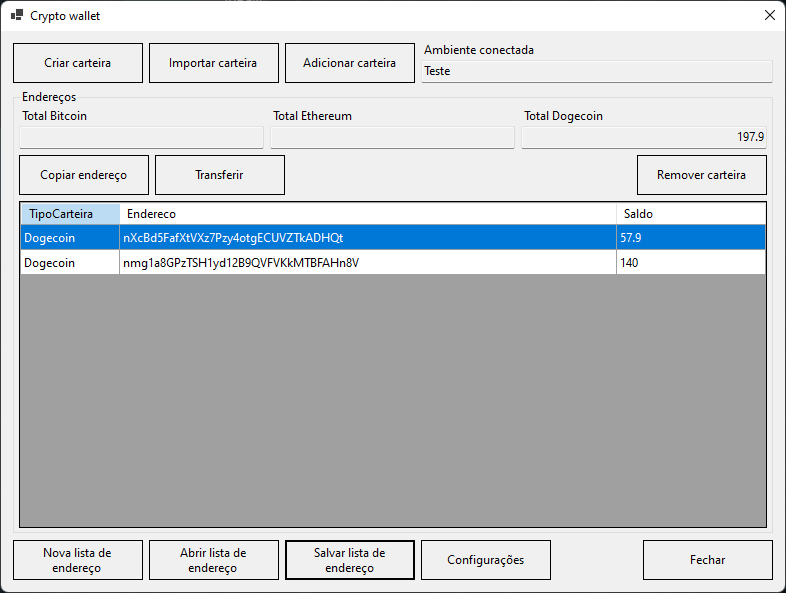 Crypto wallet
Criar carteira
Importar carteira
Adicionar carteira
Ambiente conectada
Teste
Endereços
Total Bitcoin
Total Ethereum
Total Dogecoin
197.9
Copiar endereço
Transferir
Remover carteira
TipoCarteira Endereco Saldo
Dogecoin nXcBd5FafXtVXz7Pzy4otgECUVZTkADHQt 57.9
Dogecoin nmg1a8GPzTSH1yd12B9QVFVKkMTBFAHn8V 140
Nova lista de
endereço
Abrir lista de
endereço
Salvar lista de
endereço
Configurações
Fechar